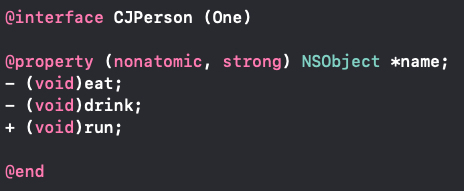 @interface CJPerson (One)
@property (nonatomic, strong) NSObject *name;
- (void)eat;
- (void)drink;
+ (void)run;
@end